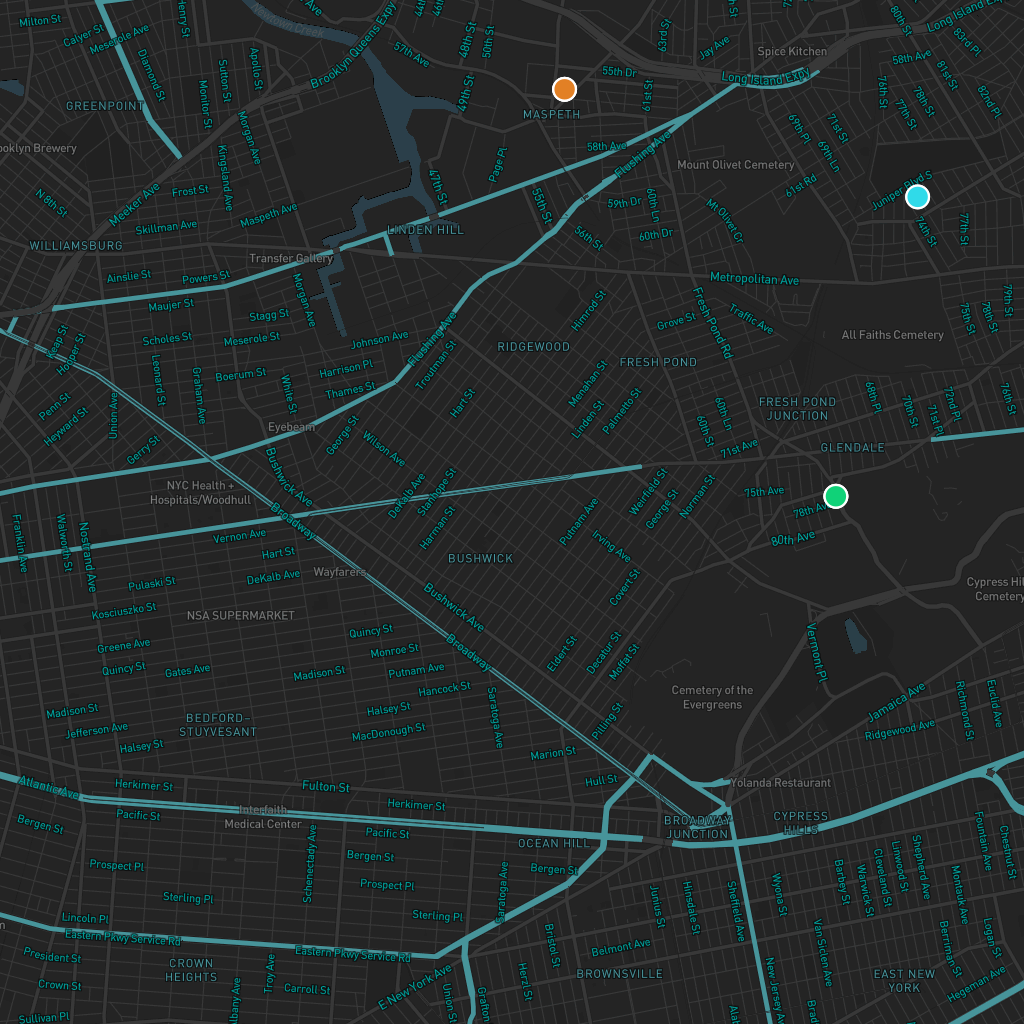 Milton St
Calyer St
Meserole Ave
Henry St
Diamond St
Apollo St
Sutton St
Monitor St
Brooklyn Queens Expy
57th Ave
48th St
50th St
49th St
63rd St
Jay Ave
Spice Kitchen
80th St
Long Island Expy
83rd Pl
58th Ave
81st St
82nd Pl
55th Dr
61st St
Long Island Expy
76th St
78th St
77th St
GREENPOINT
MASPETH
Morgan Ave
Kingsland Ave
Brooklyn Brewery
58th Ave
Flushing Ave
69th Pl
71st St
69th Ln
Mount Olivet Cemetery
61st Rd
Juniper Blvd S
Page Pl
47th St
Frost St
Meeker Ave
N 8th St
Maspeth Ave
Skillman Ave
55th St
59th Dr
60th Ln
60th Dr
56th St
Mt Olivet Cr
74th St
77th St
WILLIAMSBURG
LINDEN HILL
Transfer Gallery
Ainslie St
Powers St
Metropolitan Ave
Maujer St
Morgan Ave
Stagg St
Himrod St
Grove St
Fresh Pond Rd
Traffic Ave
79th St
75th St
78th St
All Faiths Cemetery
Keap St
Hooper St
Scholes St
Meserole St
Johnson Ave
Flushing Ave
RIDGEWOOD
FRESH POND
Troutman St
Harrison Pl
Boerum St
Thames St
White St
Leonard St
Graham Ave
Menahan St
Penn St
Heyward St
Union Ave
Hart St
Linden St
Palmetto St
60th Ln
60th St
FRESH POND
JUNCTION
68th Pl
70th St
71st Pl
72nd Pl
76th St
Eyebeam
George St
Wilson Ave
Gerry St
Bushwick Ave
71st Ave
GLENDALE
NYC Health +
Hospitals/Woodhull
DeKalb Ave
Stanhope St
Weirfield St
George St
Norman St
75th Ave
78th Ave
80th Ave
Franklin Ave
Walworth St
Nostrand Ave
Broadway
Vernon Ave
Hart St
Harman St
Putnam Ave
Irving Ave
BUSHWICK
Wayfarers
Pulaski St
DeKalb Ave
Kosciuszko St
NSA SUPERMARKET
Bushwick Ave
Covert St
Cypress Hills
Cemetery
Quincy St
Greene Ave
Monroe St
Broadway
Eldert St
Decatur St
Moffat St
Vermont Pl
Quincy St
Gates Ave
Madison St
Putnam Ave
Hancock St
Saratoga Ave
Cemetery of the
Evergreens
Jamaica Ave
Richmond St
Euclid Ave
Madison St
Halsey St
BEDFORD–
STUYVESANT
Jefferson Ave
MacDonough St
Pilling St
Ridgewood Ave
Halsey St
Marion St
Atlantic Ave
Herkimer St
Fulton St
Hull St
Yolanda Restaurant
Herkimer St
Pacific St
Interfaith
Medical Center
Bergen St
Pacific St
OCEAN HILL
BROADWAY
JUNCTION
CYPRESS
HILLS
Fountain Ave
Chestnut St
Bergen St
Prospect Pl
Schenectady Ave
Bergen St
Prospect Pl
Saratoga Ave
Barbey St
Warwick St
Cleveland St
Linwood St
Shepherd Ave
Montauk Ave
Sterling Pl
Junius St
Hinsdale St
Sheffield Ave
Wyona St
Lincoln Pl
Sterling Pl
Eastern Pkwy Service Rd
Eastern Pkwy Service Rd
Bristol St
Belmont Ave
Van Siclen Ave
Berriman St
Logan St
President St
CROWN
HEIGHTS
Troy Ave
E New York Ave
Herzl St
BROWNSVILLE
New Jersey Ave
EAST NEW
YORK
Hegeman Ave
Crown St
Carroll St
Union St
Sullivan Pl